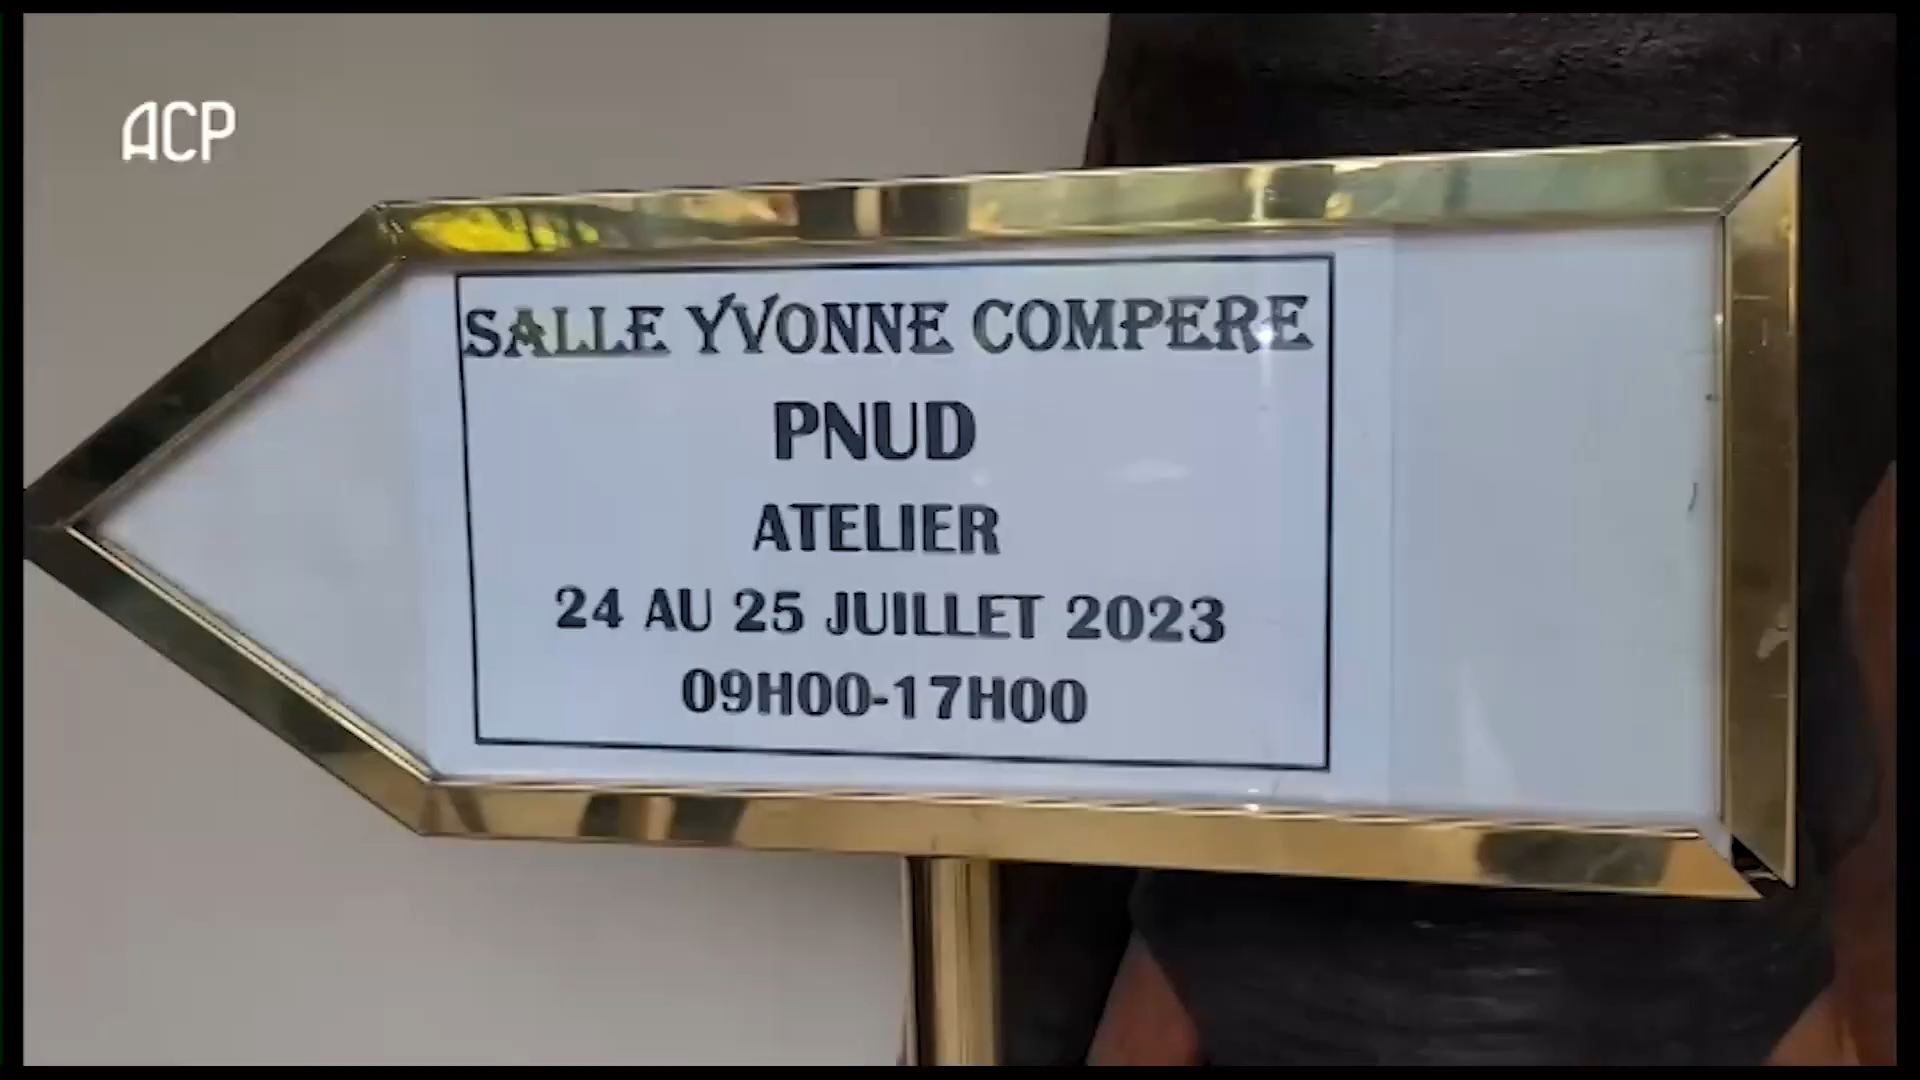 ACP
SALLE YVONNE COMPERE
PNUD
ATELIER
24 AU 25 JUILLET 2023
09H00-17H00